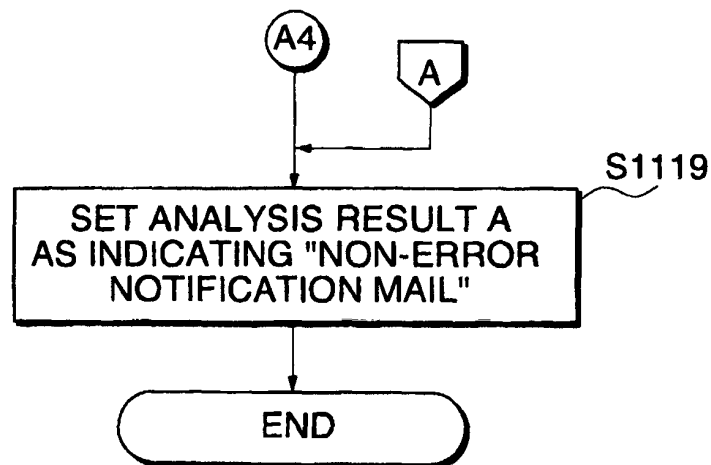 A4
A
S1119
SET ANALYSIS RESULT A
AS INDICATING "NON-ERROR
NOTIFICATION MAIL"
END